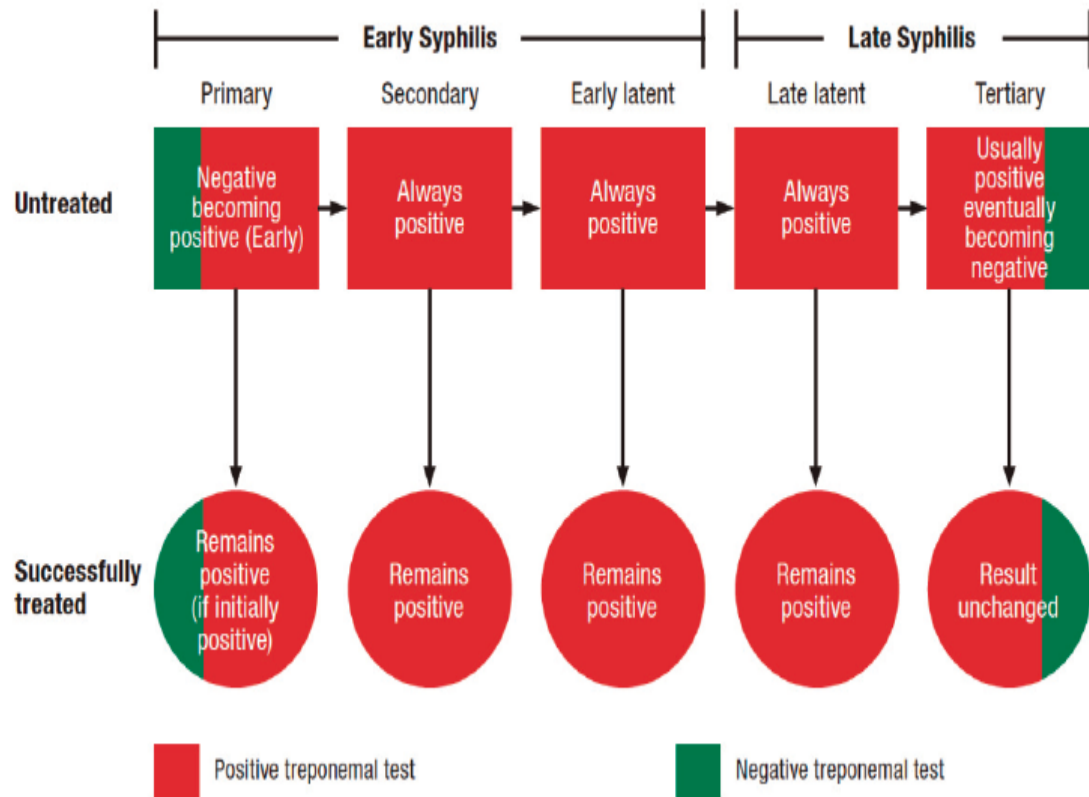 Early Syphilis
Late Syphilis
Primary
Secondary
Early latent
Late latent
Tertiary
Untreated
Negative
becoming
positive (Early)
Always
positive
Always
positive
Always
positive
Usually
positive
eventually
becoming
negative
Successfully
treated
Remains
positive
(if initially
positive)
Remains
positive
Remains
positive
Remains
positive
Result
unchanged
Positive treponemal test
Negative treponemal test